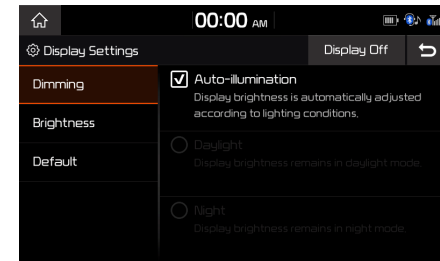 00:00 AM
Display Settings
Display Off
Dimming
Auto-illumination
Display brightness is automatically adjusted
according to lighting conditions.
Brightness
Daylight
Display brightness remains in daylight mode.
Default
Night
Display brightness remains in night mode.